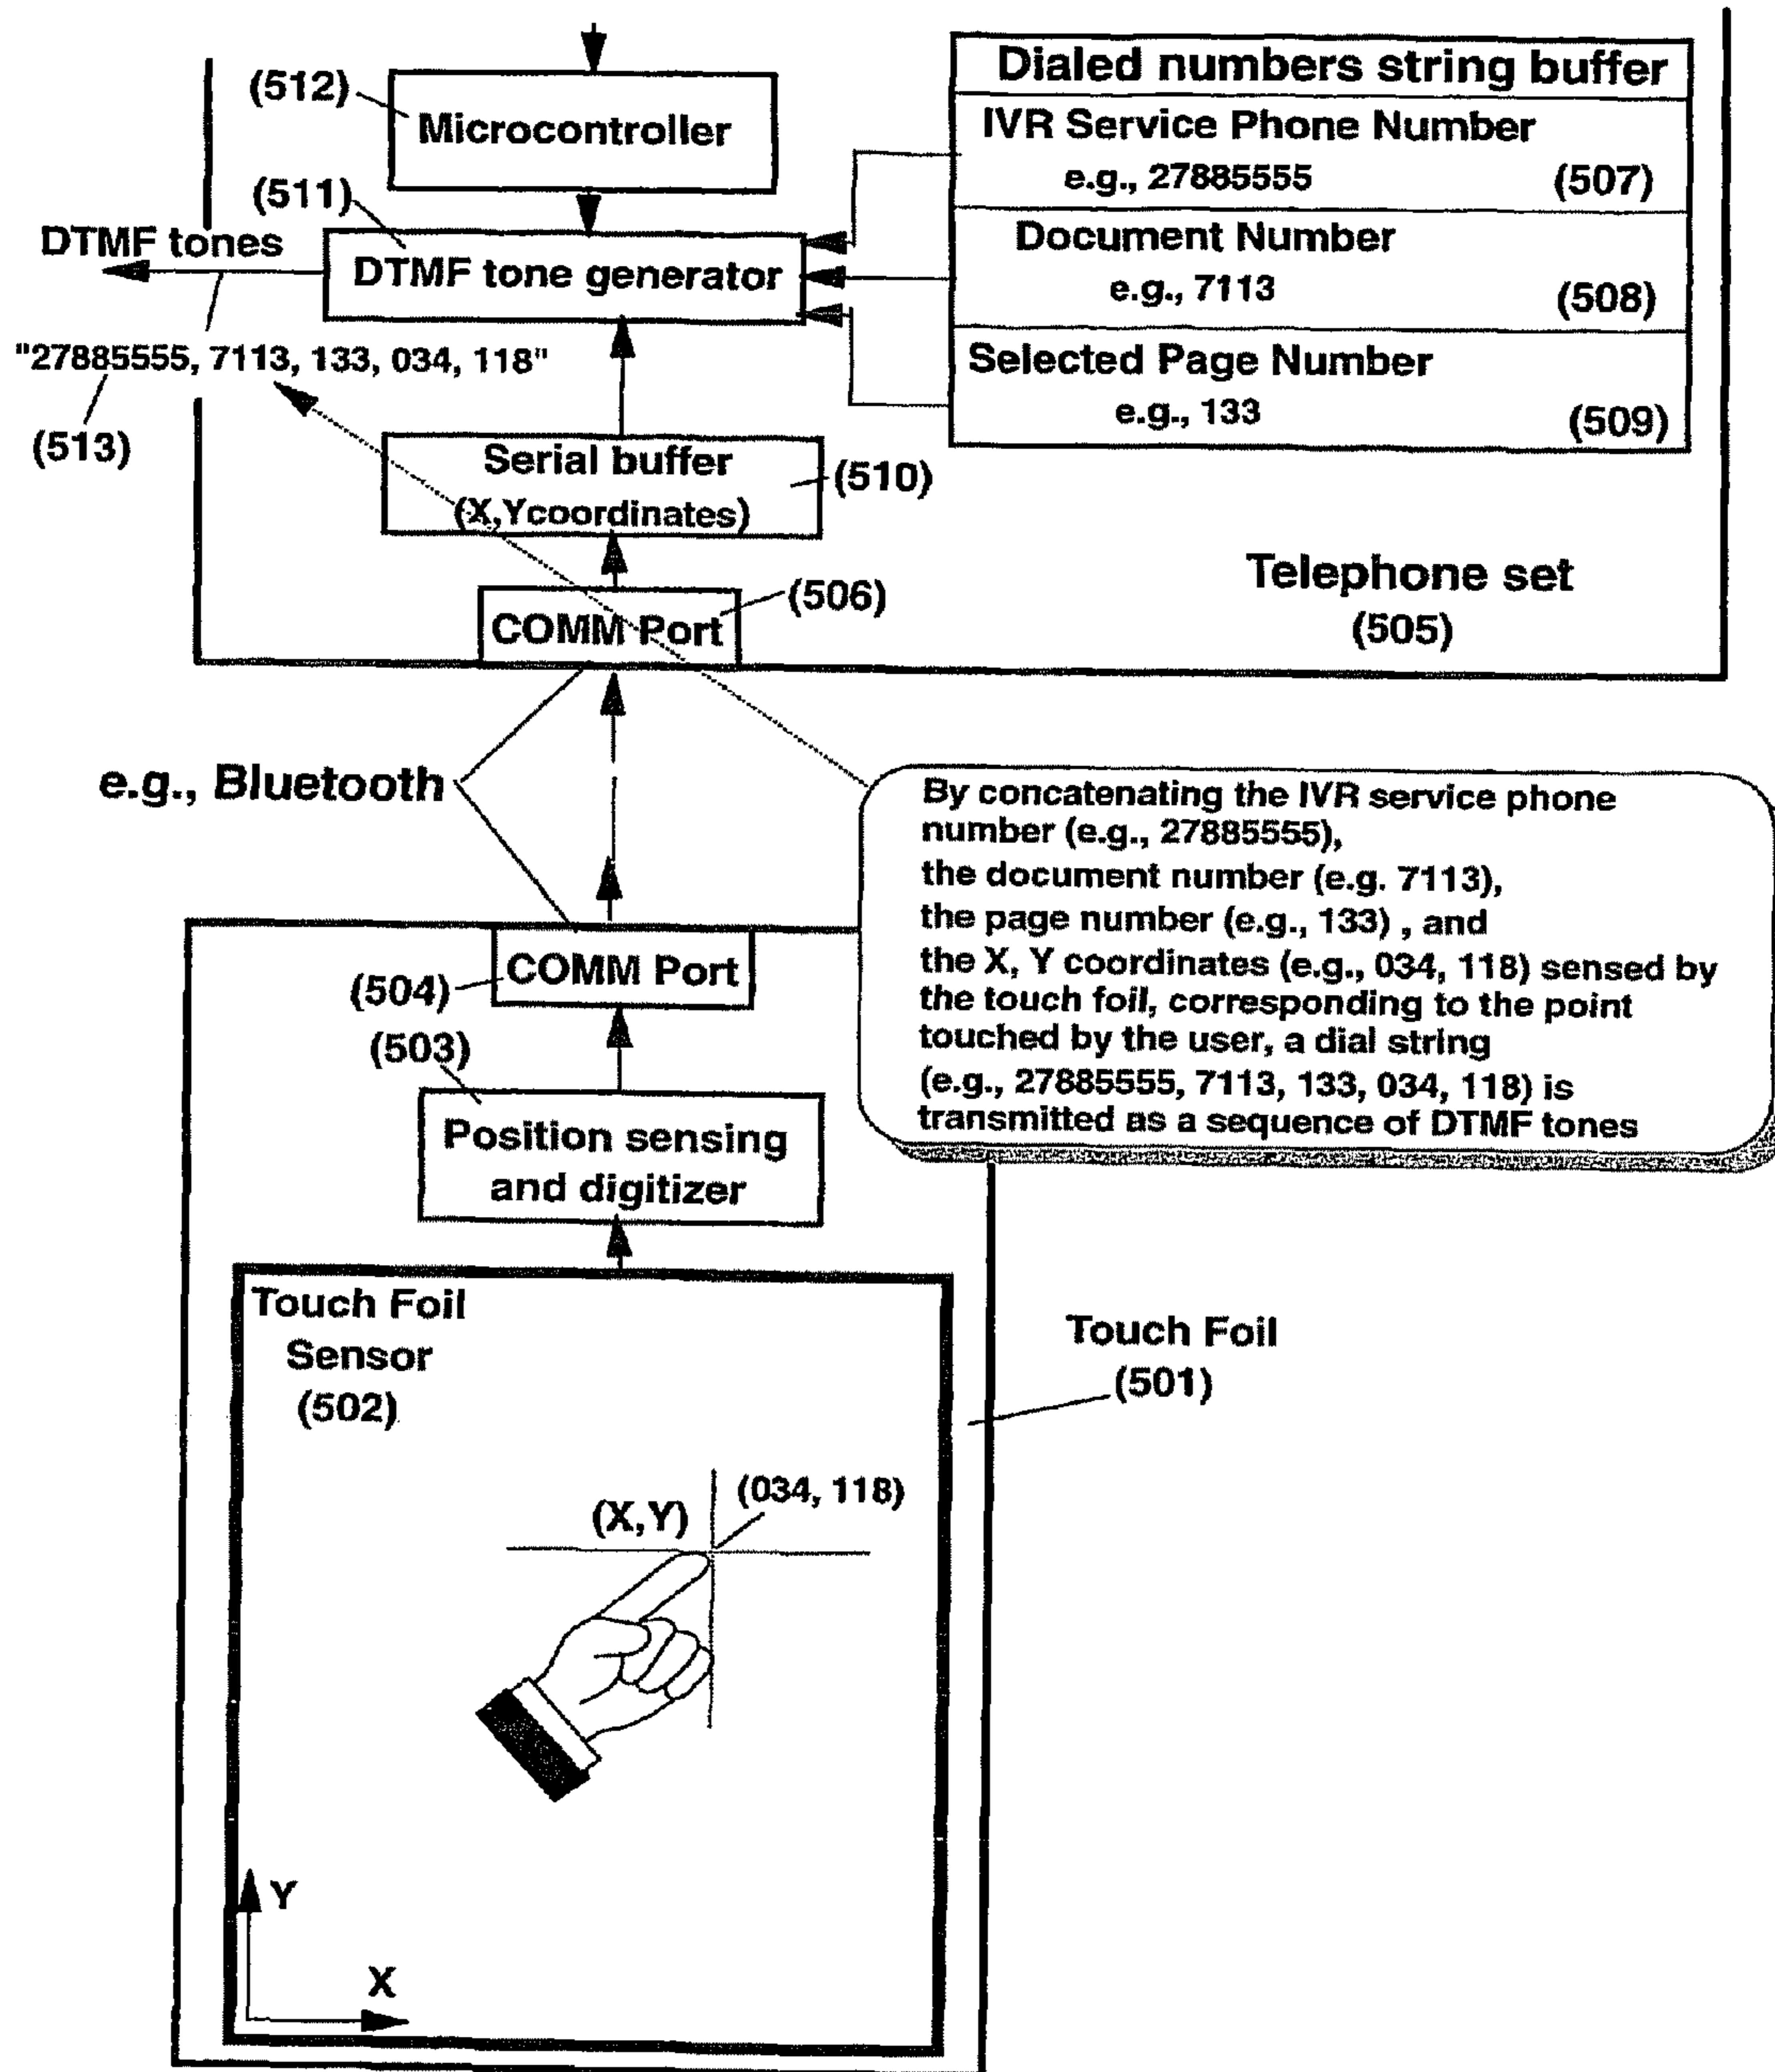 (512)
Microcontroller
(511)
DTMF tones
DTMF tone generator
"27885555, 7113, 133, 034, 118"
(513)
Serial buffer
(X,Ycoordinates)
(510)
COMM Port
(506)
Dialed numbers string buffer
IVR Service Phone Number
e.g., 27885555
(507)
Document Number
e.g., 7113
(508)
Selected Page Number
e.g., 133
(509)
Telephone set
(505)
e.g., Bluetooth
By concatenating the IVR service phone
number (e.g., 27885555),
the document number (e.g. 7113),
the page number (e.g., 133) , and
the X, Y coordinates (e.g., 034, 118) sensed by
the touch foil, corresponding to the point
touched by the user, a dial string
(e.g., 27885555, 7113, 133, 034, 118) is
transmitted as a sequence of DTMF tones
COMM Port
(504)
(503)
Position sensing
and digitizer
Touch Foil
Sensor
(502)
Touch Foil
(501)
(X,Y)
(034, 118)
Y
X